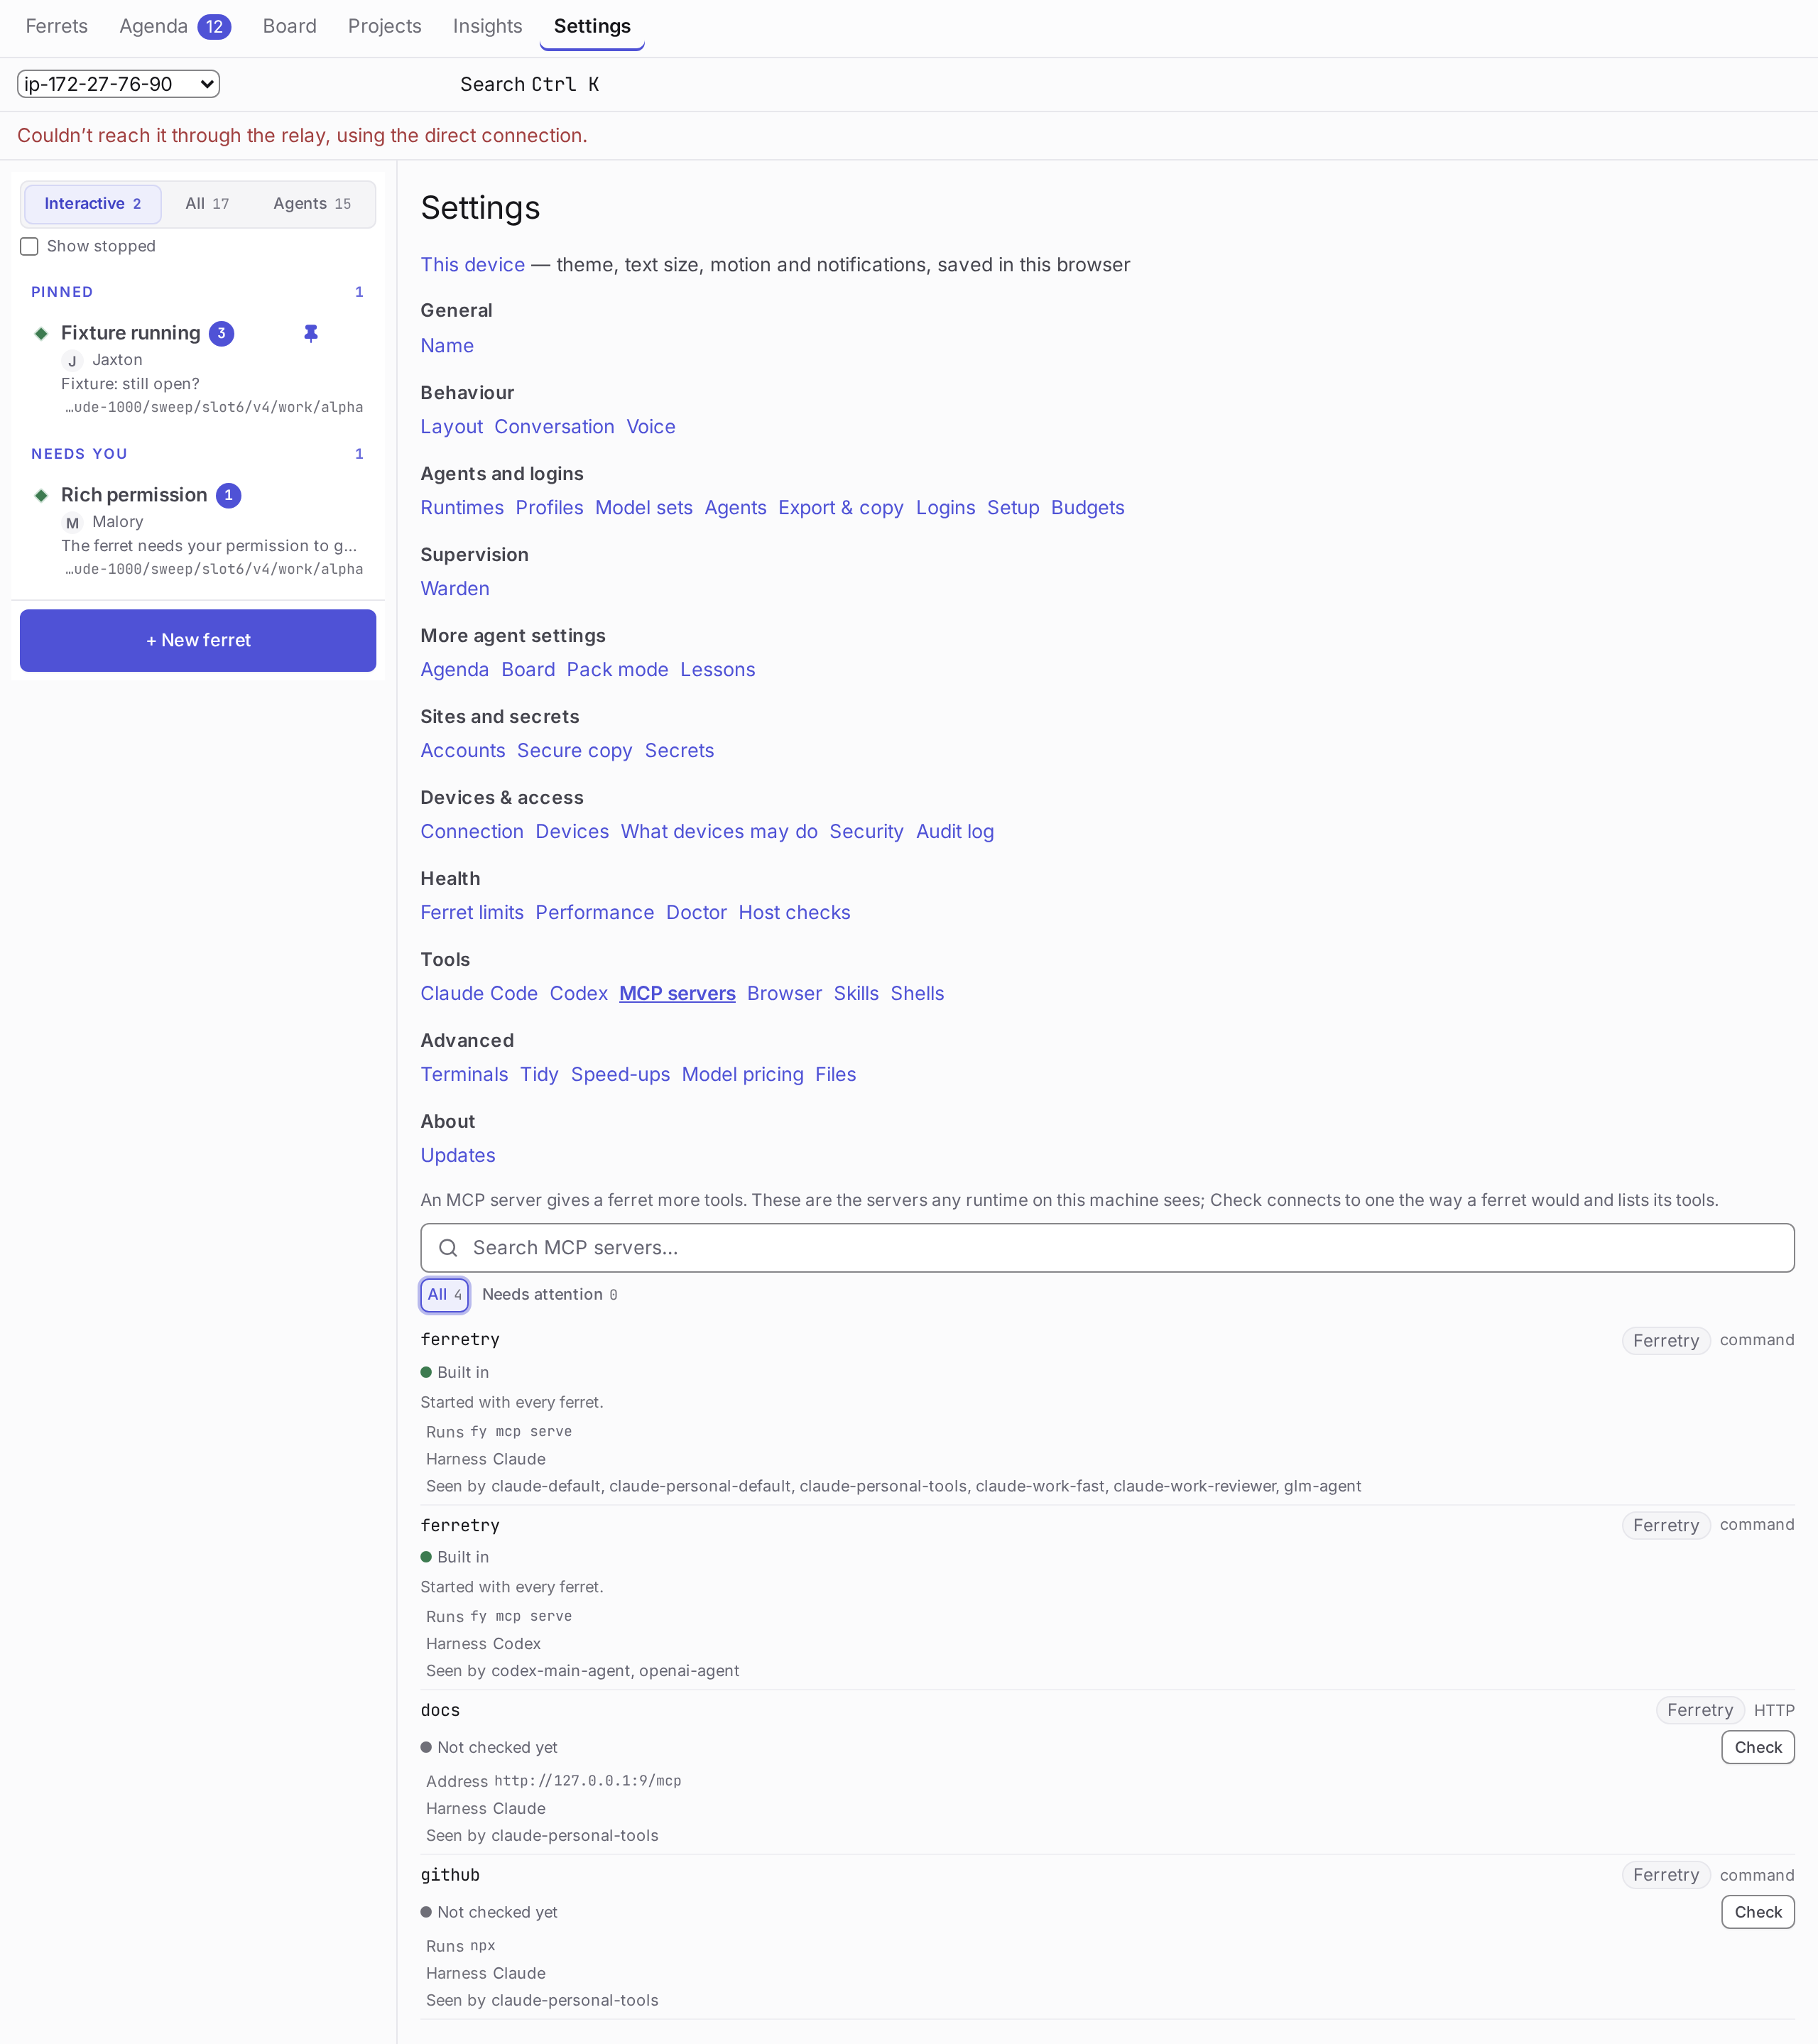 Ferrets Agenda 12 Board Projects Insights Settings
ip-172-27-76-90 Search Ctrl K
Couldn’t reach it through the relay, using the direct connection.
Interactive 2 All 17 Agents 15
Show stopped
PINNED 1
Fixture running 3
J Jaxton
Fixture: still open?
…ude-1000/sweep/slot6/v4/work/alpha
NEEDS YOU 1
Rich permission 1
M Malory
The ferret needs your permission to g…
…ude-1000/sweep/slot6/v4/work/alpha
+ New ferret
Settings
This device — theme, text size, motion and notifications, saved in this browser
General
Name
Behaviour
Layout Conversation Voice
Agents and logins
Runtimes Profiles Model sets Agents Export & copy Logins Setup Budgets
Supervision
Warden
More agent settings
Agenda Board Pack mode Lessons
Sites and secrets
Accounts Secure copy Secrets
Devices & access
Connection Devices What devices may do Security Audit log
Health
Ferret limits Performance Doctor Host checks
Tools
Claude Code Codex MCP servers Browser Skills Shells
Advanced
Terminals Tidy Speed-ups Model pricing Files
About
Updates
An MCP server gives a ferret more tools. These are the servers any runtime on this machine sees; Check connects to one the way a ferret would and lists its tools.
Search MCP servers…
All 4 Needs attention 0
ferretry Ferretry command
Built in
Started with every ferret.
Runs fy mcp serve
Harness Claude
Seen by claude-default, claude-personal-default, claude-personal-tools, claude-work-fast, claude-work-reviewer, glm-agent
ferretry Ferretry command
Built in
Started with every ferret.
Runs fy mcp serve
Harness Codex
Seen by codex-main-agent, openai-agent
docs Ferretry HTTP
Not checked yet Check
Address http://127.0.0.1:9/mcp
Harness Claude
Seen by claude-personal-tools
github Ferretry command
Not checked yet Check
Runs npx
Harness Claude
Seen by claude-personal-tools